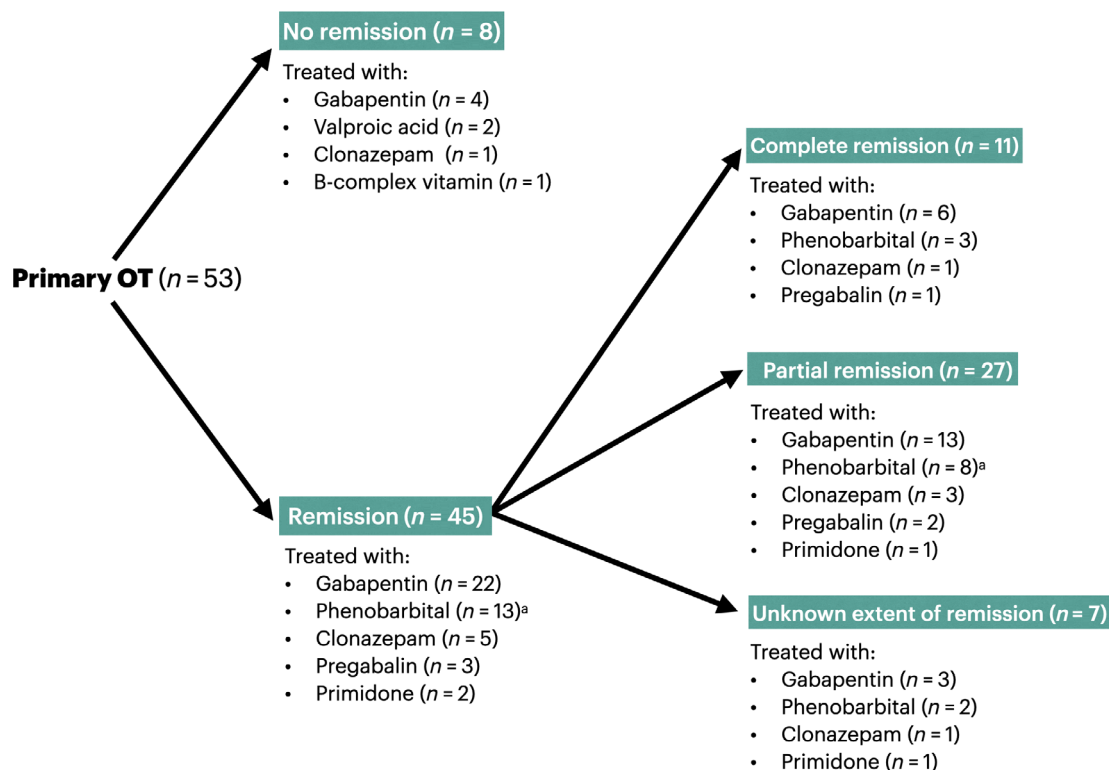 No remission (n = 8)
Treated with:
• Gabapentin (n = 4)
• Valproic acid (n = 2)
• Clonazepam (n = 1)
• B-complex vitamin (n = 1)
Primary OT (n = 53)
Remission (n = 45)
Treated with:
• Gabapentin (n = 22)
• Phenobarbital (n = 13)ª
• Clonazepam (n = 5)
• Pregabalin (n = 3)
• Primidone (n = 2)
Complete remission (n = 11)
Treated with:
• Gabapentin (n = 6)
• Phenobarbital (n = 3)
• Clonazepam (n = 1)
• Pregabalin (n = 1)
Partial remission (n = 27)
Treated with:
• Gabapentin (n = 13)
• Phenobarbital (n = 8)ª
• Clonazepam (n = 3)
• Pregabalin (n = 2)
• Primidone (n = 1)
Unknown extent of remission (n = 7)
Treated with:
• Gabapentin (n = 3)
• Phenobarbital (n = 2)
• Clonazepam (n = 1)
• Primidone (n = 1)